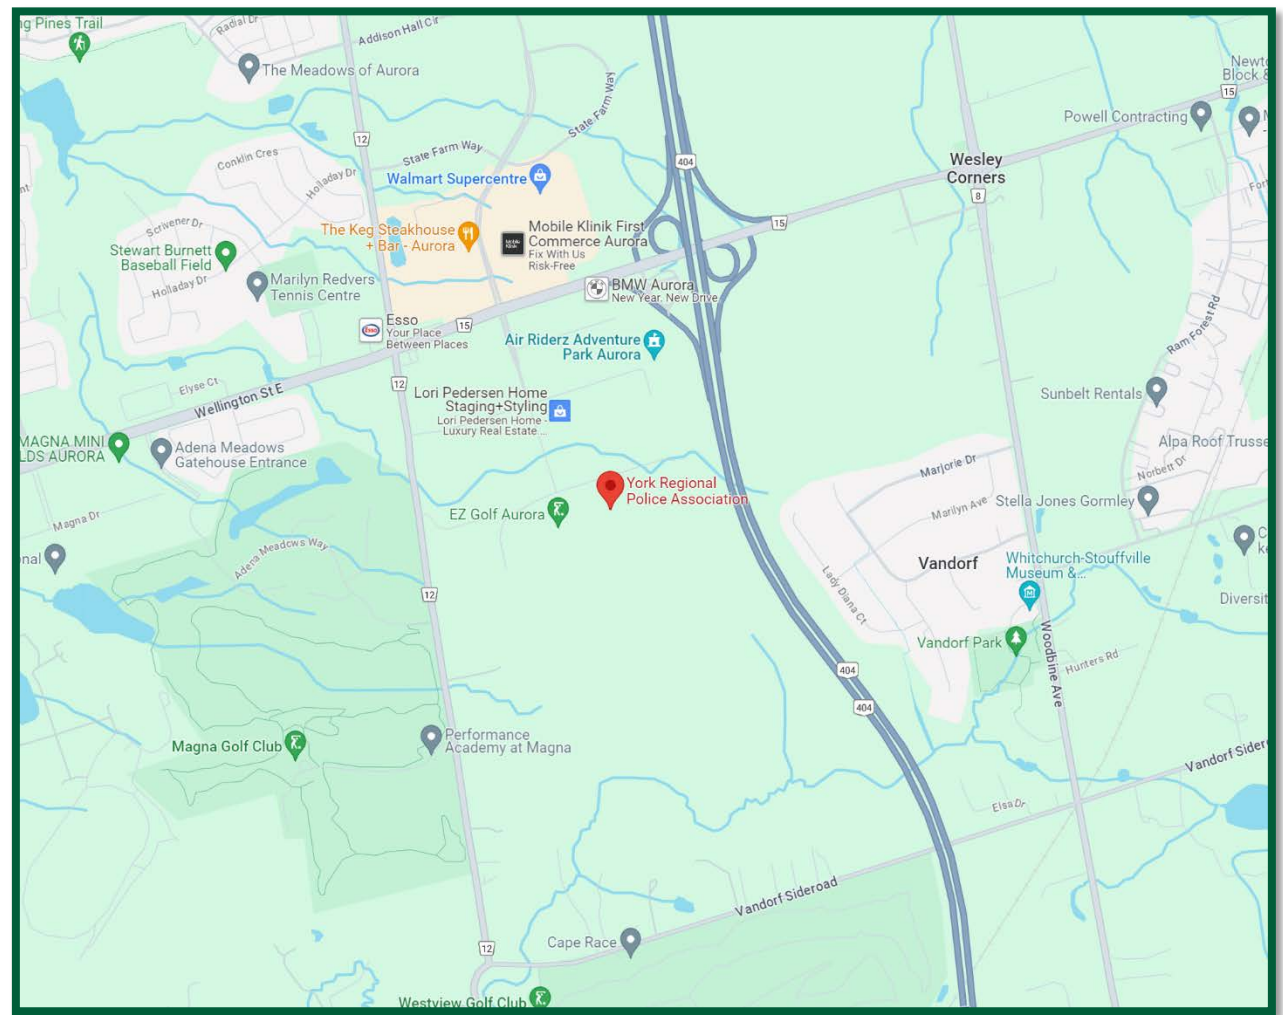 g Pines Trail
Radial Dr
Addison Hall Cir
The Meadows of Aurora
Newt
Block &
15
Powell Contracting
12
State Farm Way
State Farm Way
Conklin Cres
Holladay Dr
Walmart Supercentre
404
Wesley
Corners
8
Scrivener Dr
Stewart Burnett
Baseball Field
Holladay Dr
Marilyn Redvers
Tennis Centre
The Keg Steakhouse
+ Bar - Aurora
Mobile Klinik
Mobile Klinik First
Commerce Aurora
Fix With Us
Risk-Free
15
BMW Aurora
New Year. New Drive
Esso
Esso
Your Place
Between Places
15
Air Riderz Adventure
Park Aurora
Ram Forest Rd
Elyse Ct
Wellington St E
12
Lori Pedersen Home
Staging+Styling
Lori Pedersen Home -
Luxury Real Estate ...
Sunbelt Rentals
MAGNA MINI
LDS AURORA
Adena Meadows
Gatehouse Entrance
Alpa Roof Trusse
Norbett Dr
Marjorie Dr
Marilyn Ave
Stella Jones Gormley
York Regional
Police Association
EZ Golf Aurora
Magna Dr
nal
Adena Meadows Way
Vandorf
Lady Diana Ct
Whitchurch-Stouffville
Museum &...
Diversit
12
Vandorf Park
Woodbine Ave
Hunters Rd
404
404
Magna Golf Club
Performance
Academy at Magna
Vandorf Sider
Elsa Dr
Vandorf Sideroad
12
Cape Race
Westview Golf Club